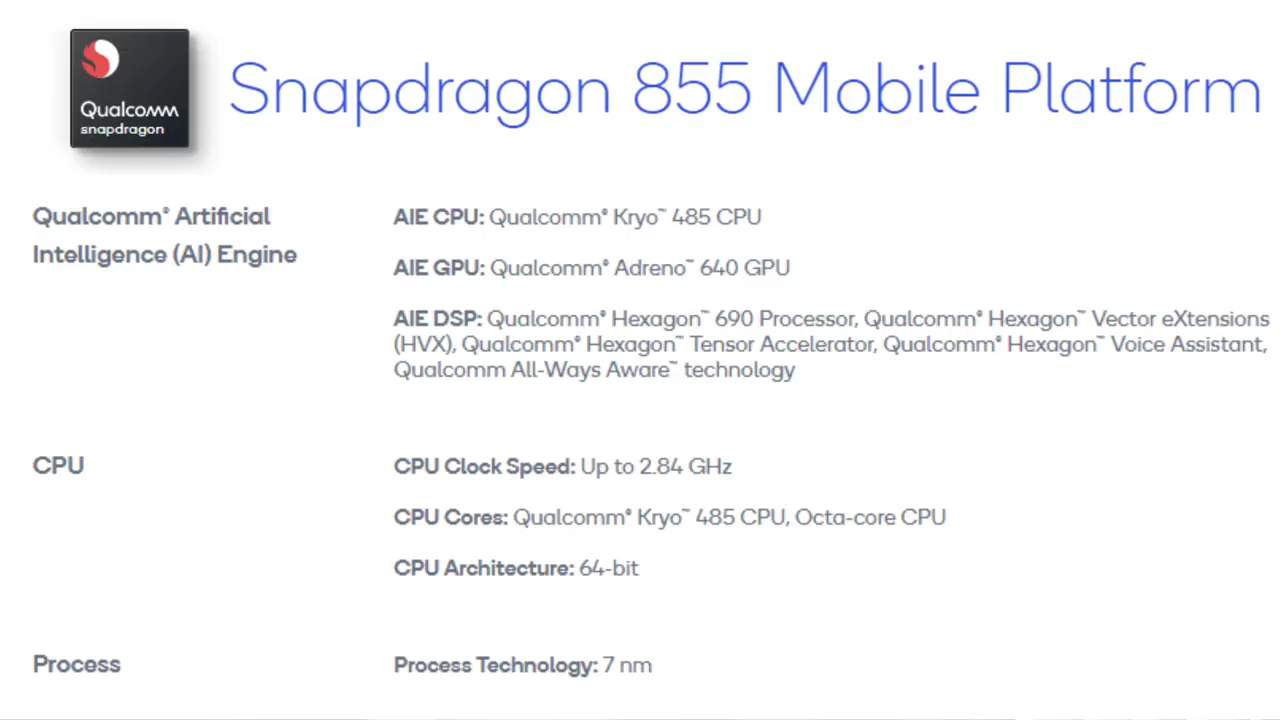 Qualcomm
snapdragon
Snapdragon 855 Mobile Platform
Qualcomm® Artificial
Intelligence (AI) Engine
AIE CPU: Qualcomm® Kryo™ 485 CPU
AIE GPU: Qualcomm® Adreno™ 640 GPU
AIE DSP: Qualcomm® Hexagon™ 690 Processor, Qualcomm® Hexagon™ Vector eXtensions
(HVX), Qualcomm® Hexagon™ Tensor Accelerator, Qualcomm® Hexagon™ Voice Assistant,
Qualcomm All-Ways Aware™ technology
CPU
CPU Clock Speed: Up to 2.84 GHz
CPU Cores: Qualcomm® Kryo™ 485 CPU, Octa-core CPU
CPU Architecture: 64-bit
Process
Process Technology: 7 nm